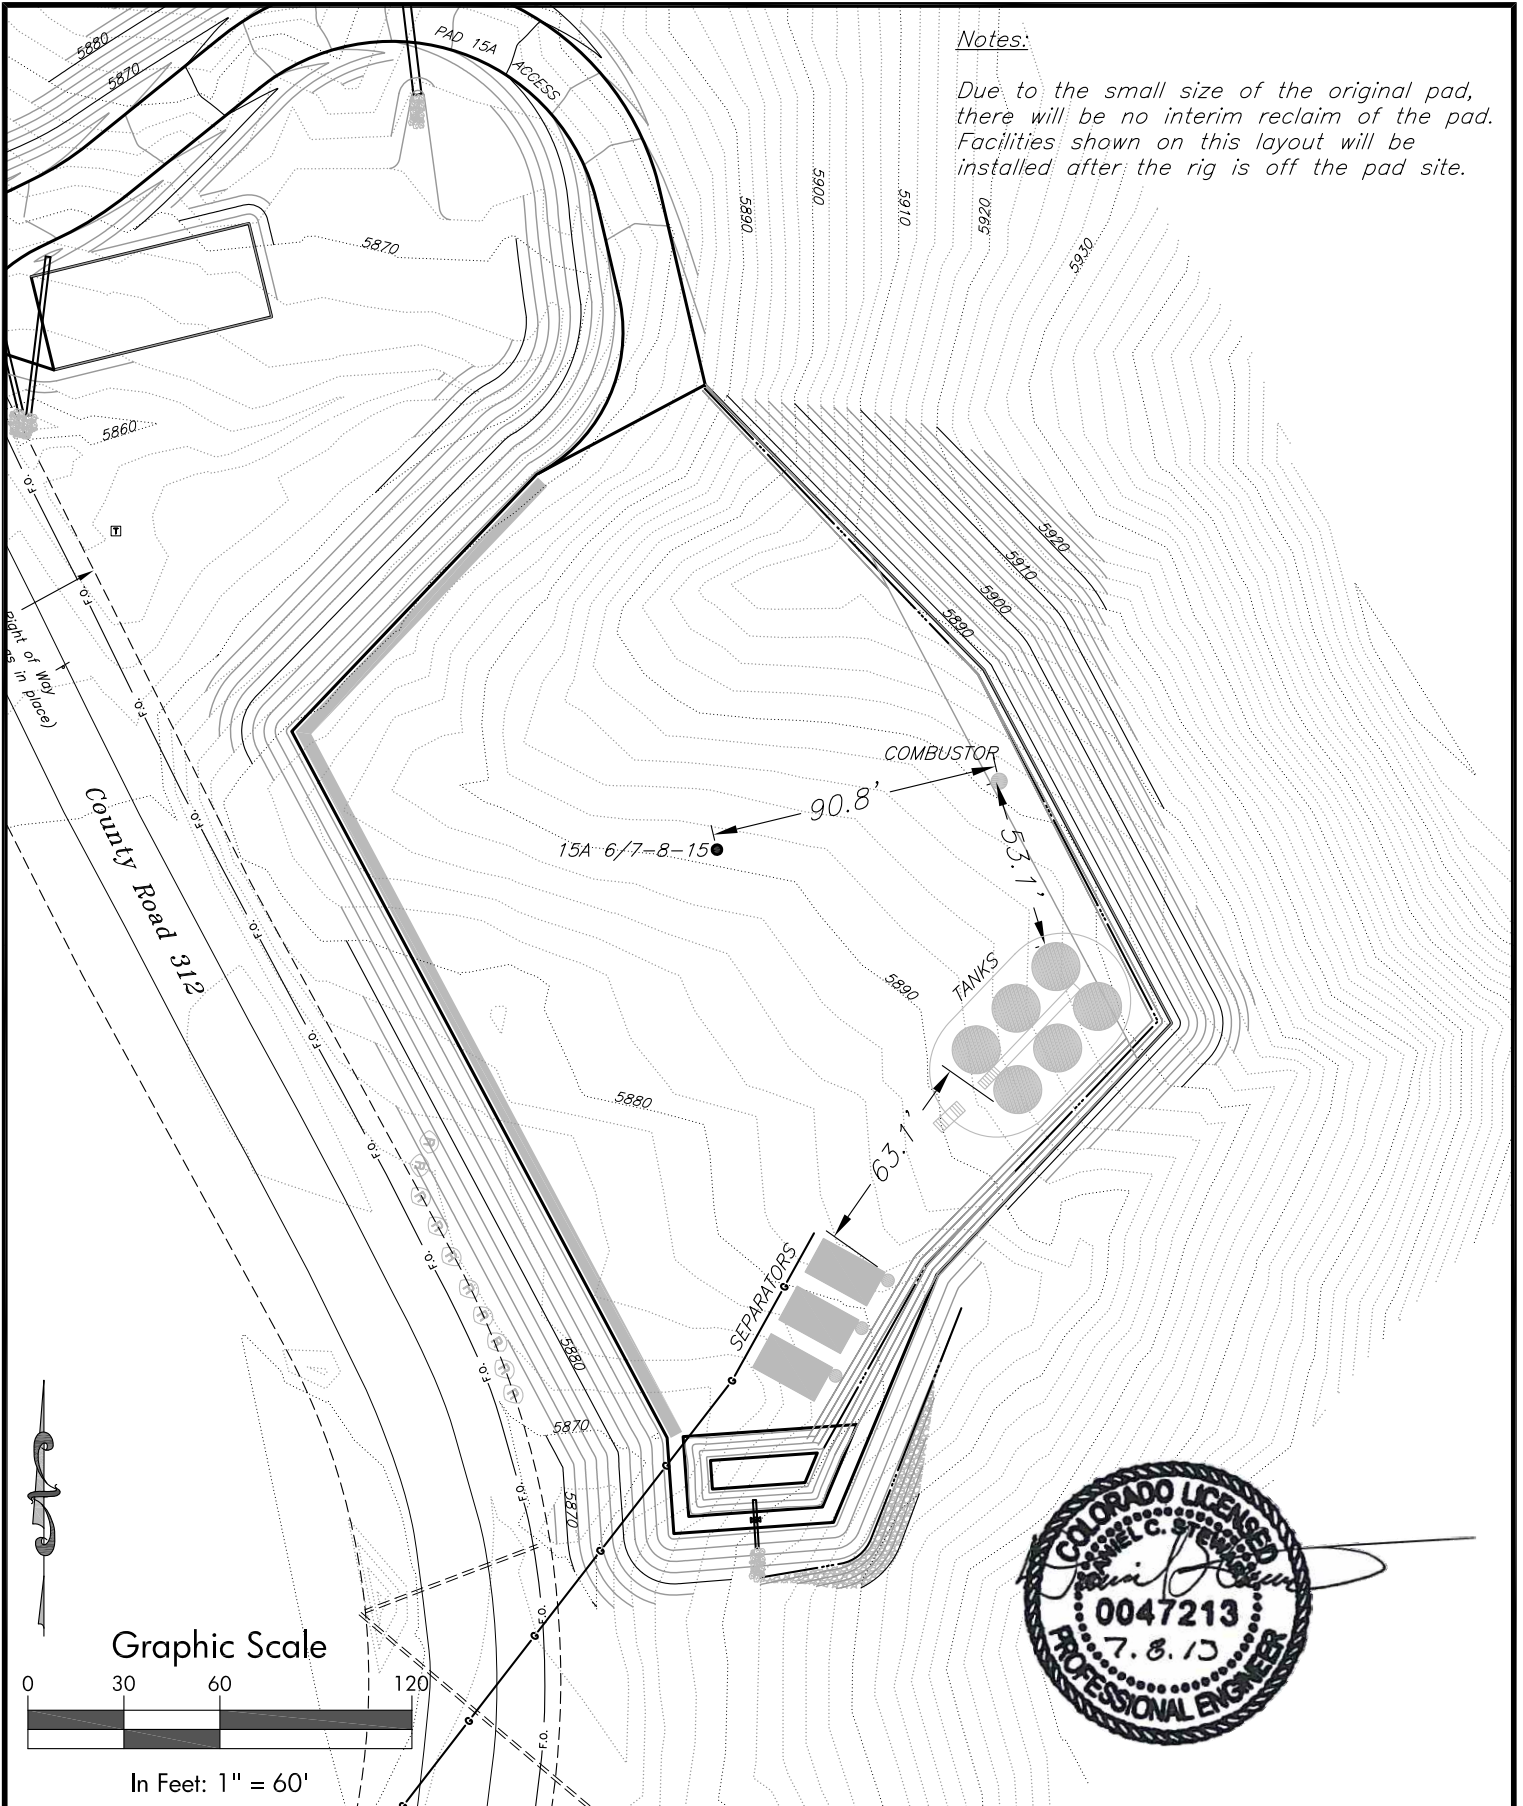 Notes:
Due to the small size of the original pad,
there will be no interim reclaim of the pad.
Facilities shown on this layout will be
installed after the rig is off the pad site.
PAD 15A
ACCESS
5880
5870
5870
5860
5890
5900
5910
5920
5930
5920
5910
5900
5890
T
F.O.
F.O.
F.O.
F.O.
F.O.
F.O.
F.O.
F.O.
F.O.
F.O.
F.O.
F.O.
Right of Way
as in place)
County Road 312
COMBUSTOR
90.8'
15A 6/7-8-15
53.1'
TANKS
5890
5880
63.1'
SEPARATORS
G
G
G
G
G
G
G
5880
5870
5870
Graphic Scale
0 30 60 120
In Feet: 1" = 60'
COLORADO LICENSED
0047213
7.8.13
PROFESSIONAL ENGINEER